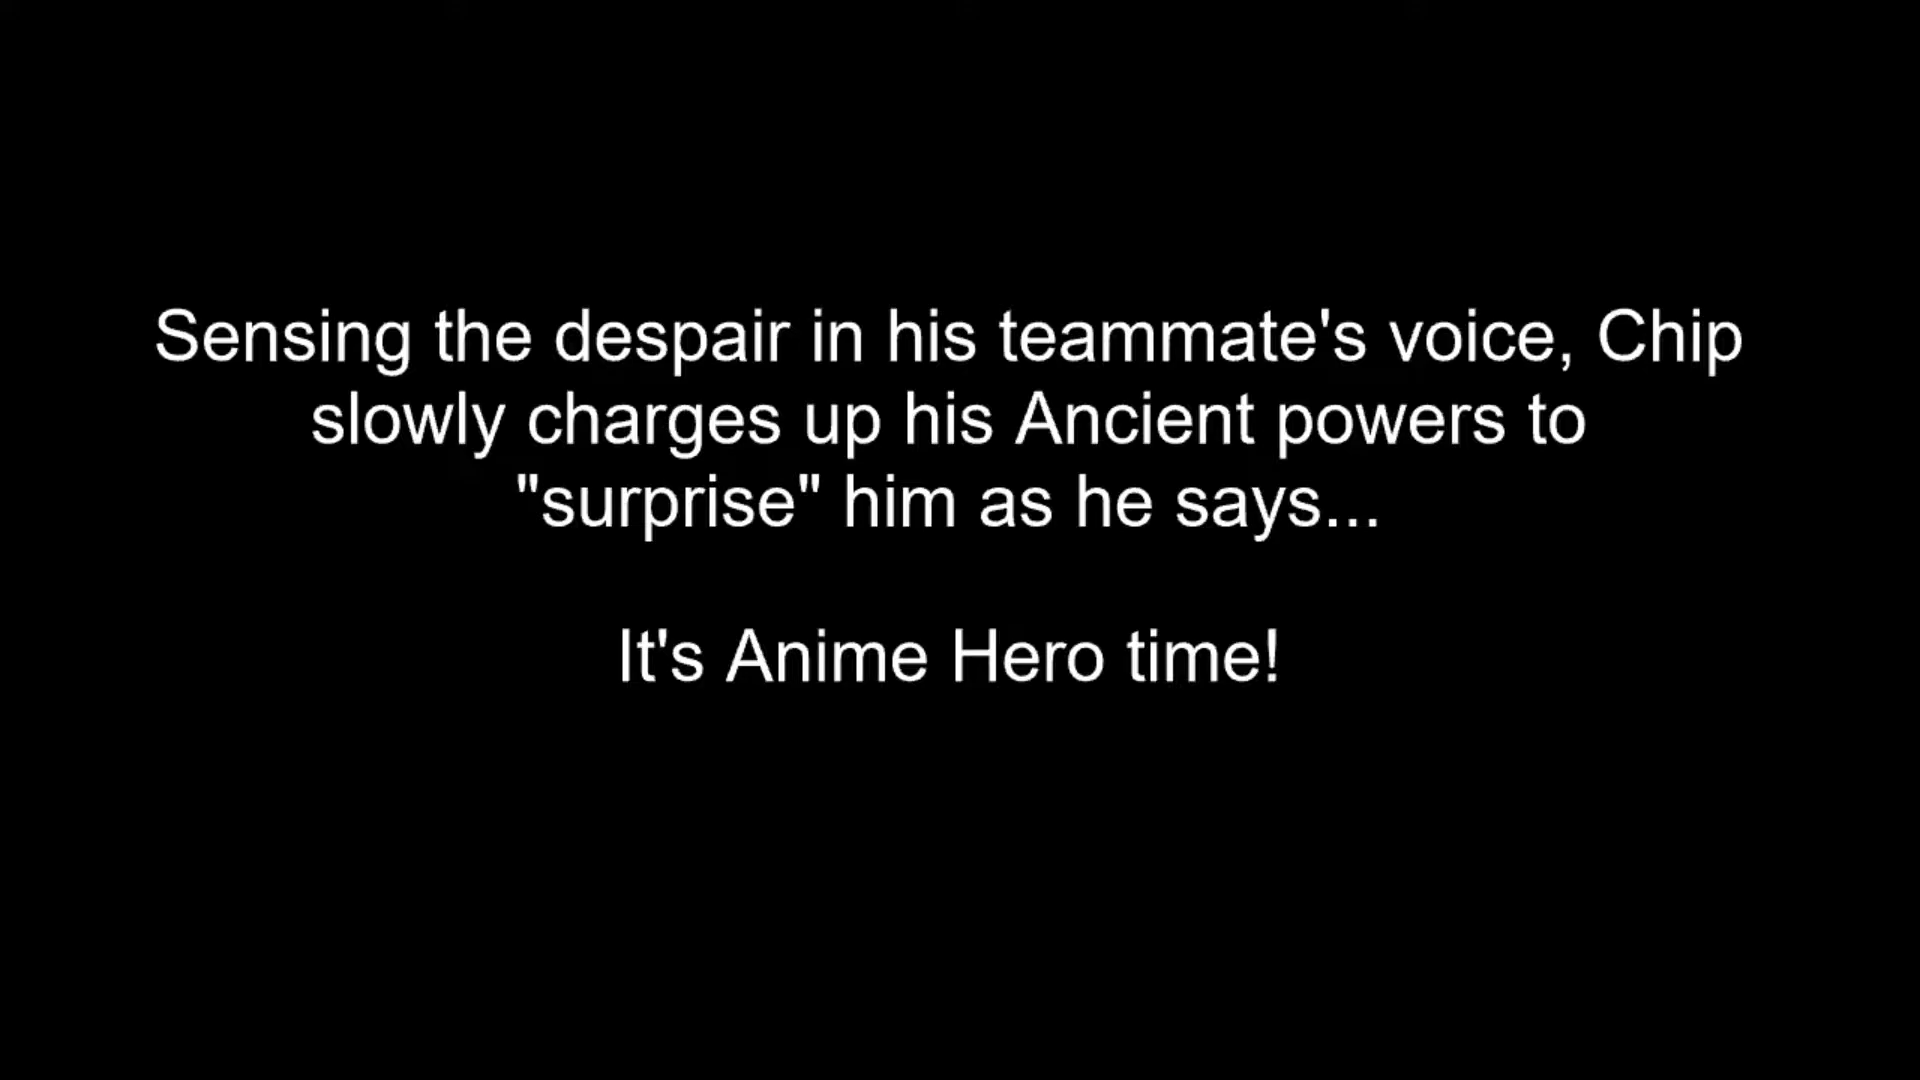 Sensing the despair in his teammate's voice, Chip
slowly charges up his Ancient powers to
"surprise" him as he says...
It's Anime Hero time!